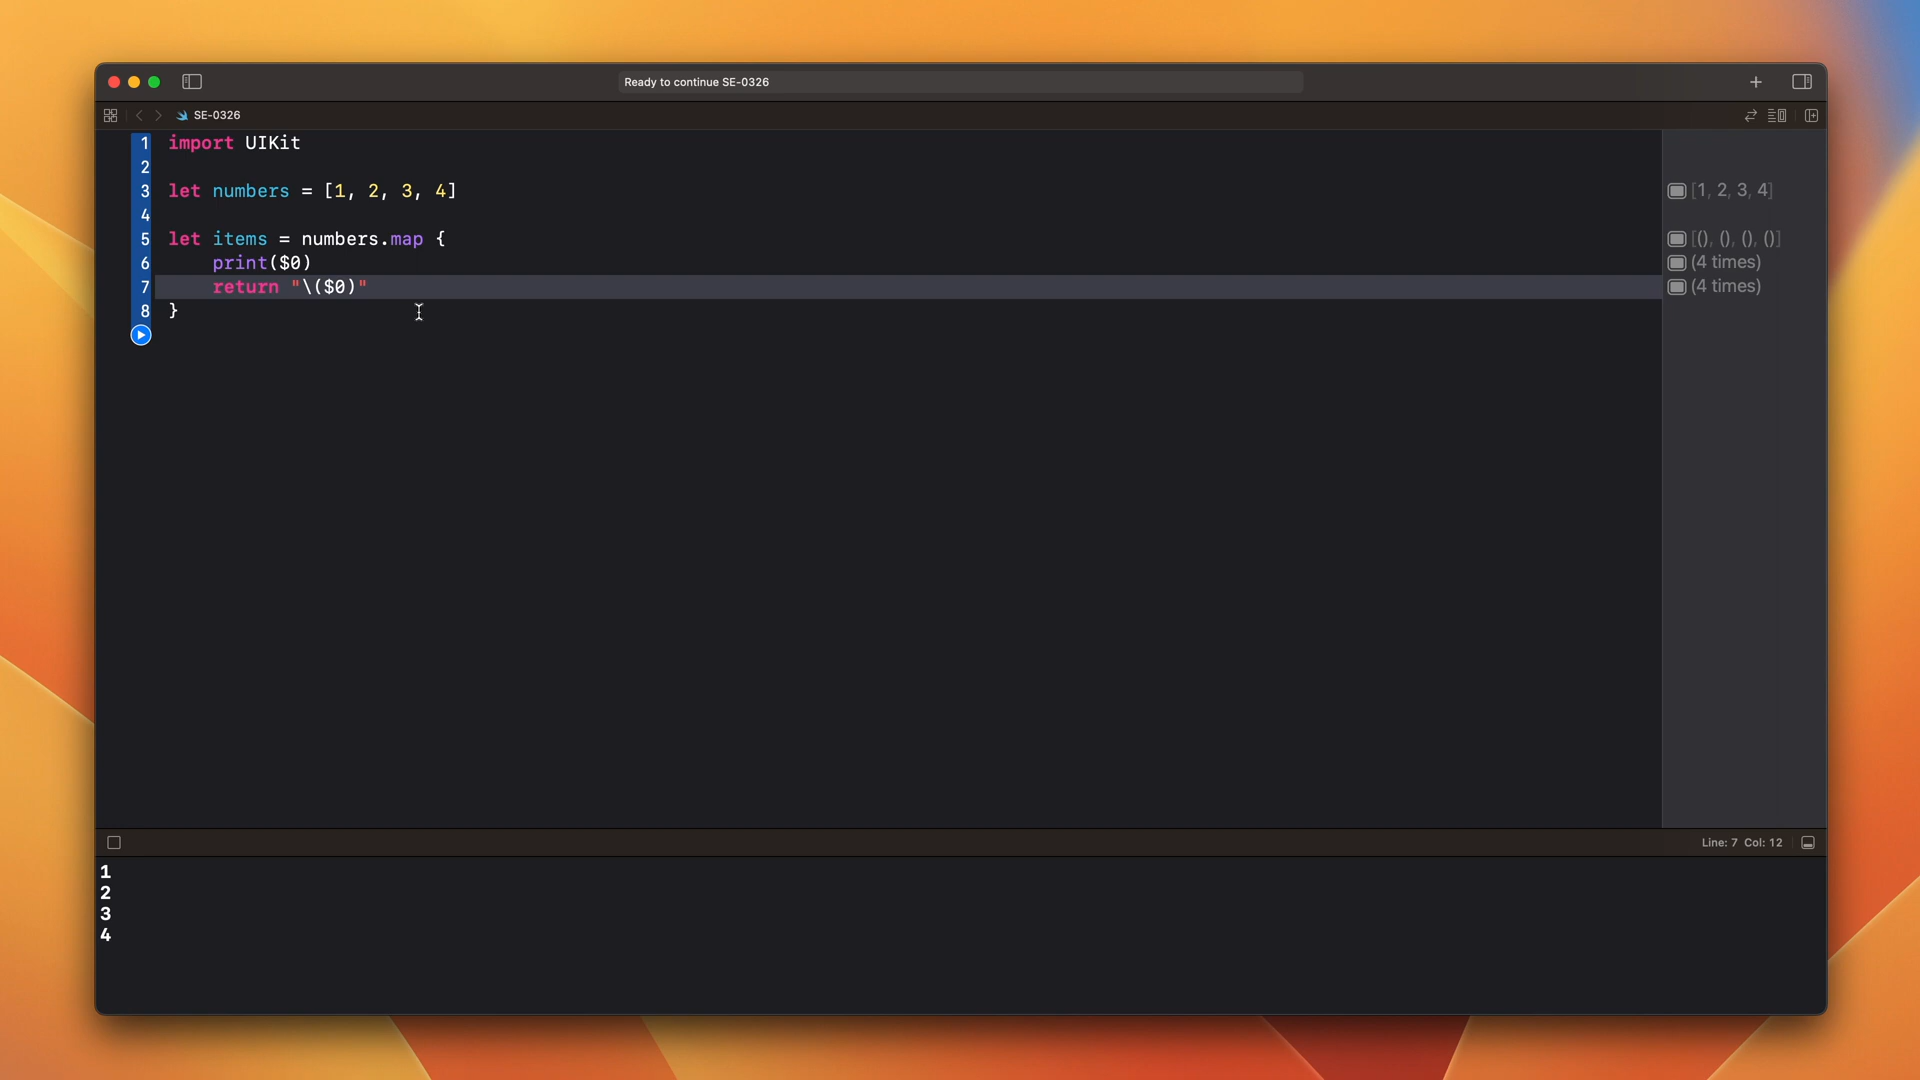 Ready to continue SE-0326
SE-0326
1 import UIKit
2
3 let numbers = [1, 2, 3, 4]
[1, 2, 3, 4]
4
5 let items = numbers.map {
[(), (), (), ()]
6 print($0)
(4 times)
7 return "\($0)"
(4 times)
8 }
Line: 7 Col: 12
1
2
3
4